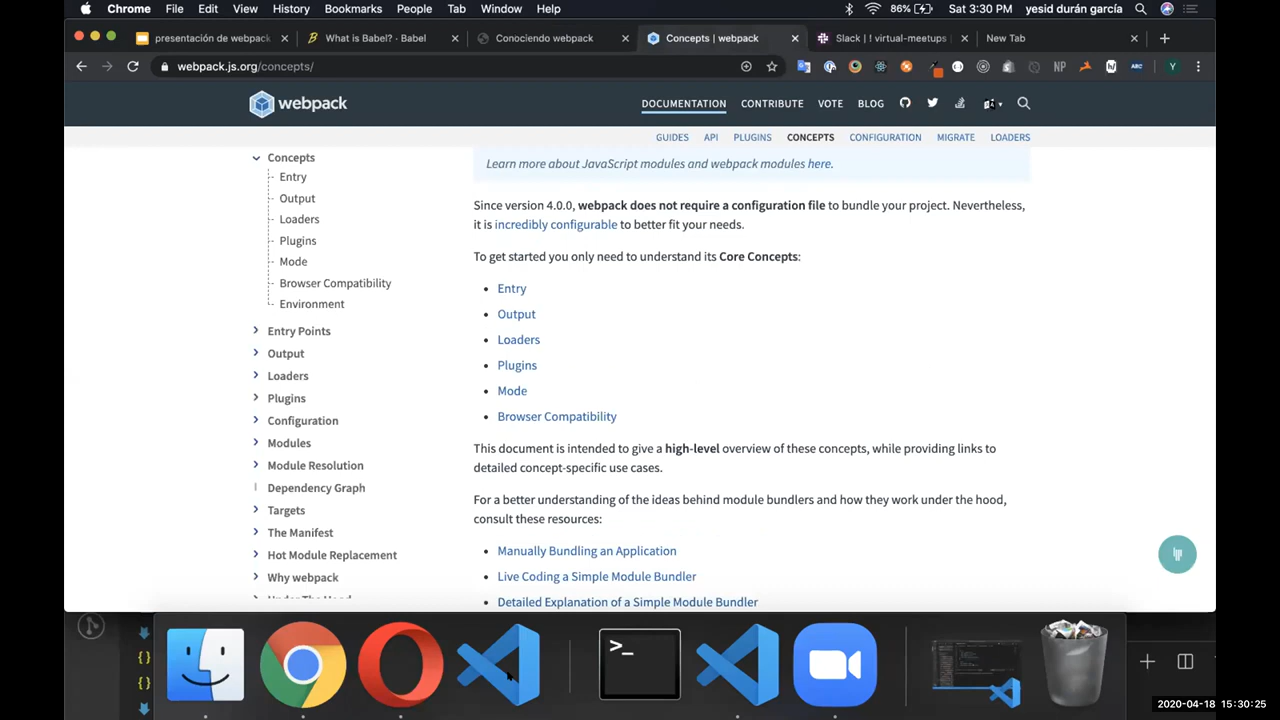 Chrome File Edit View History Bookmarks People Tab Window Help 86% Sat 3:30 PM yesid durán garcía
presentación de webpack
What is Babel? · Babel
Conociendo webpack
Concepts | webpack
Slack | ! virtual-meetups
New Tab
webpack.js.org/concepts/
webpack
DOCUMENTATION CONTRIBUTE VOTE BLOG
GUIDES API PLUGINS CONCEPTS CONFIGURATION MIGRATE LOADERS
Concepts
Entry
Output
Loaders
Plugins
Mode
Browser Compatibility
Environment
Entry Points
Output
Loaders
Plugins
Configuration
Modules
Module Resolution
Dependency Graph
Targets
The Manifest
Hot Module Replacement
Why webpack
Learn more about JavaScript modules and webpack modules here.
Since version 4.0.0, webpack does not require a configuration file to bundle your project. Nevertheless,
it is incredibly configurable to better fit your needs.
To get started you only need to understand its Core Concepts:
Entry
Output
Loaders
Plugins
Mode
Browser Compatibility
This document is intended to give a high-level overview of these concepts, while providing links to
detailed concept-specific use cases.
For a better understanding of the ideas behind module bundlers and how they work under the hood,
consult these resources:
Manually Bundling an Application
Live Coding a Simple Module Bundler
Detailed Explanation of a Simple Module Bundler
2020-04-18 15:30:25